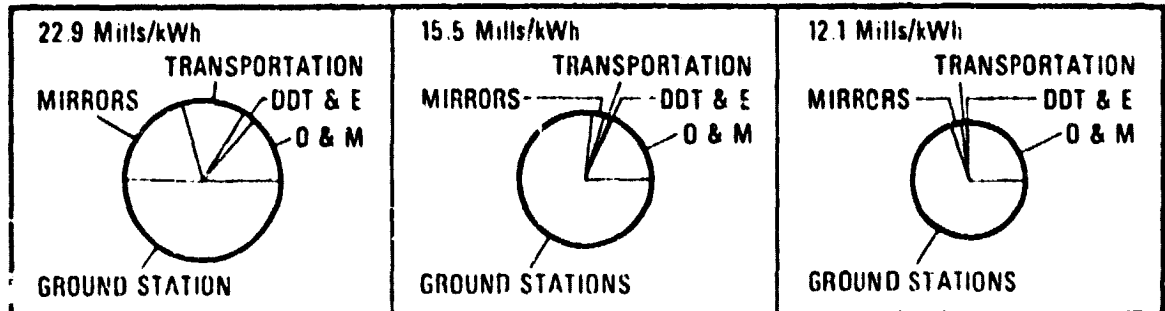 22.9 Mills/kWh
TRANSPORTATION
MIRRORS
DDT & E
O & M
GROUND STATION
15.5 Mills/kWh
TRANSPORTATION
MIRRORS
DDT & E
O & M
GROUND STATIONS
12.1 Mills/kWh
TRANSPORTATION
MIRRORS
DDT & E
O & M
GROUND STATIONS